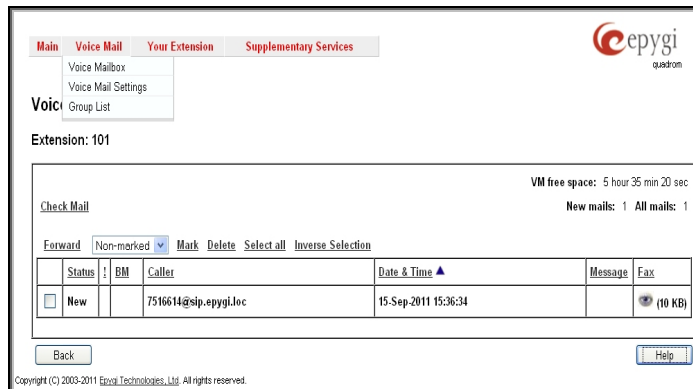 Main Voice Mail Your Extension Supplementary Services
epygi
quadrom
Voice Mailbox
Voice Mail Settings
Group List
Voic
Extension: 101
VM free space: 5 hour 35 min 20 sec
Check Mail
New mails: 1 All mails: 1
Forward Non-marked Mark Delete Select all Inverse Selection
Status ! BM Caller Date & Time Message Fax
New 7516614@sip.epygi.loc 15-Sep-2011 15:36:34 (10 KB)
Back Help
Copyright (C) 2003-2011 Epygi Technologies, Ltd. All rights reserved.